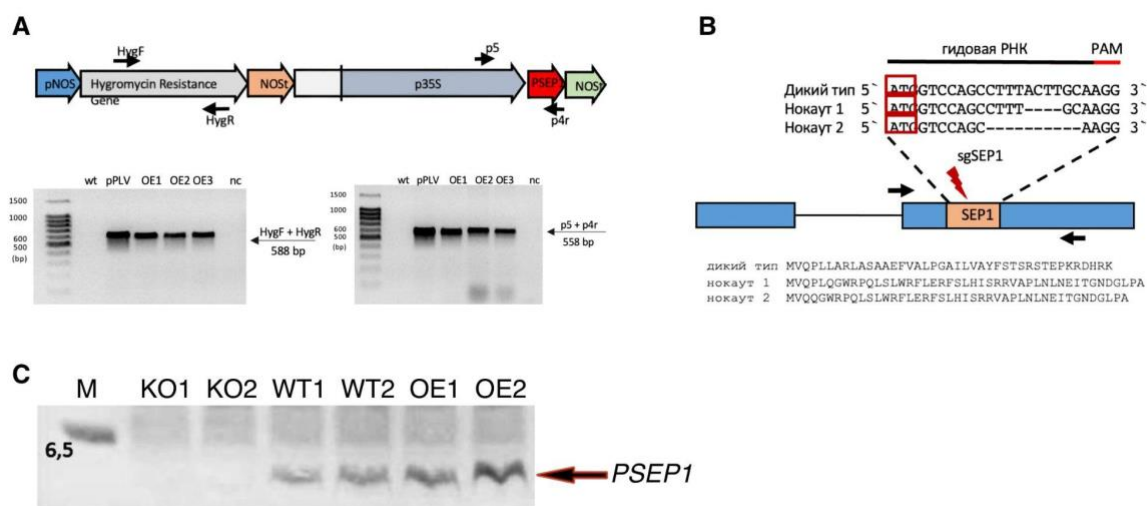 A
HygF
p5
pNOS
Hygromycin Resistance
Gene
NOSt
p35S
PSEP
NOSt
HygR
p4r
wt pPLV OE1 OE2 OE3 nc
1500
1000
600
500
(bp)
HygF + HygR
588 bp
wt pPLV OE1 OE2 OE3 nc
1500
1000
600
500
(bp)
p5 + p4r
558 bp
B
гидовая РНК PAM
Дикий тип 5` ATGGTCCAGCCTTTACTTGCAAGG 3`
Нокаут 1 5` ATGGTCCAGCCTTT----GCAAGG 3`
Нокаут 2 5` ATGGTCCAGC----------AAGG 3`
sgSEP1
SEP1
дикий тип MVQPLLARLASAAEFVALPGAILVAYFSTSRSTEPKRDHRK
нокаут 1 MVQPLQGWRPQLSLWRFLERFSLHISRRVAPLNLNEITGNDGLPA
нокаут 2 MVQQGWRPQLSLWRFLERFSLHISRRVAPLNLNEITGNDGLPA
C
M KO1 KO2 WT1 WT2 OE1 OE2
6,5
PSEP1